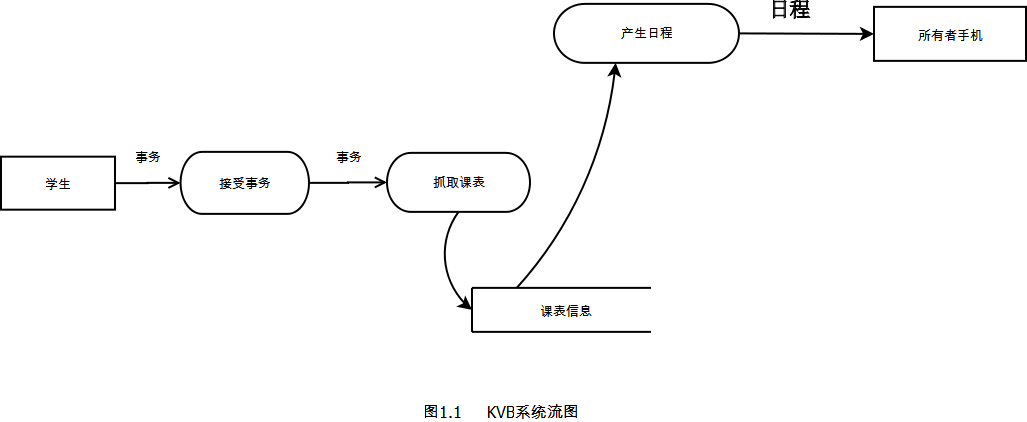 日程
产生日程
所有者手机
事务
事务
学生
接受事务
抓取课表
课表信息
图1.1 KVB系统流图